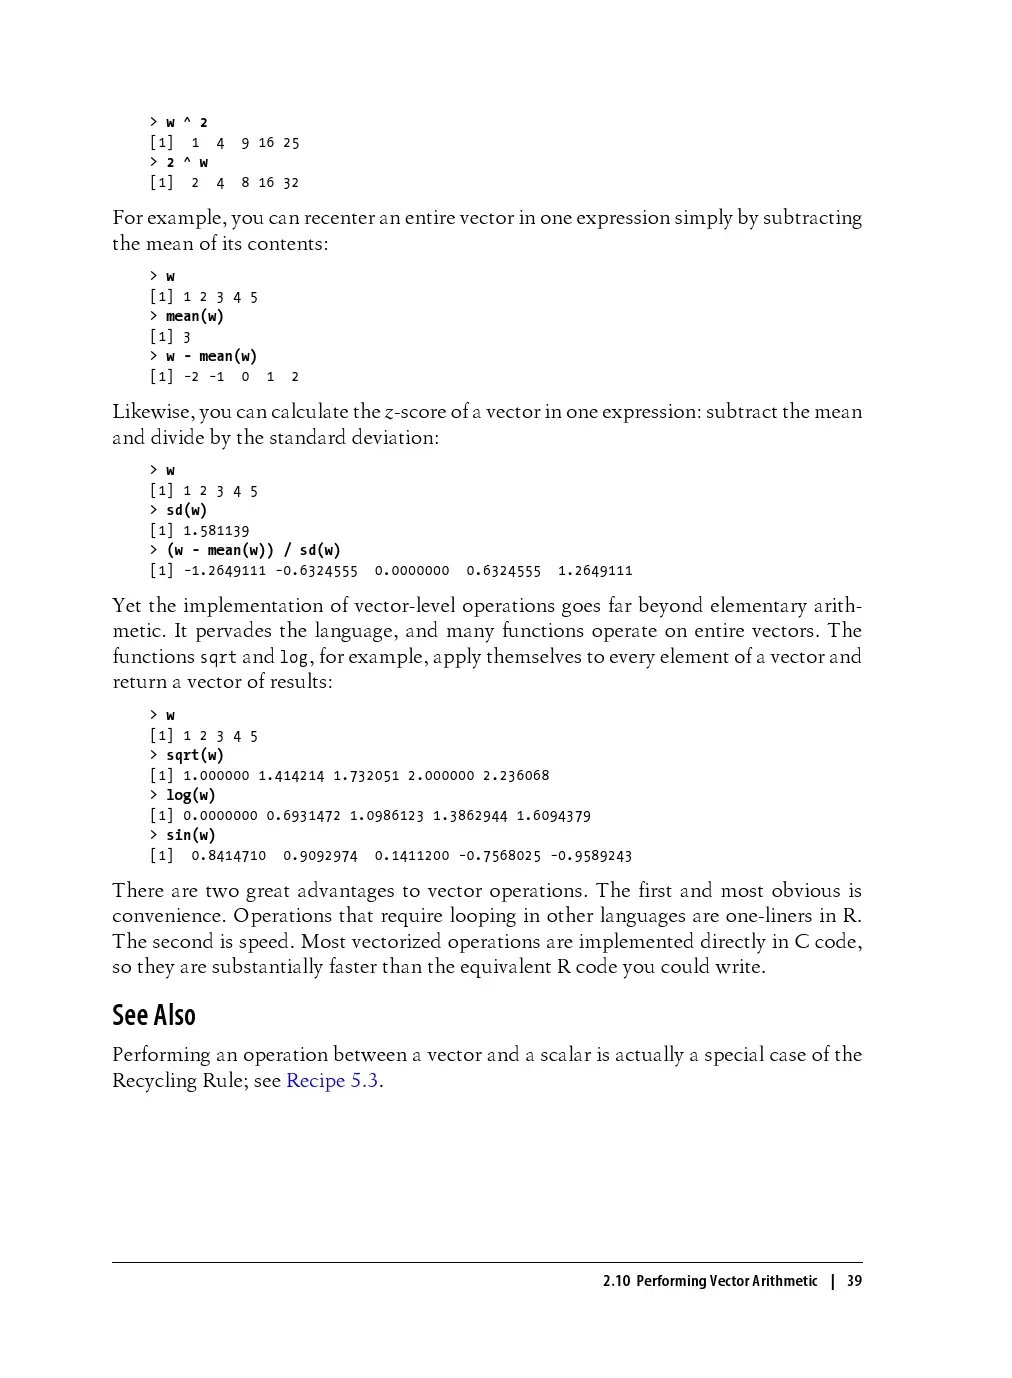 > w ^ 2
[1]  1  4  9 16 25
> 2 ^ w
[1]  2  4  8 16 32
For example, you can recenter an entire vector in one expression simply by subtracting
the mean of its contents:
> w
[1] 1 2 3 4 5
> mean(w)
[1] 3
> w - mean(w)
[1] -2 -1  0  1  2
Likewise, you can calculate the z-score of a vector in one expression: subtract the mean
and divide by the standard deviation:
> w
[1] 1 2 3 4 5
> sd(w)
[1] 1.581139
> (w - mean(w)) / sd(w)
[1] -1.2649111 -0.6324555  0.0000000  0.6324555  1.2649111
Yet the implementation of vector-level operations goes far beyond elementary arith-
metic. It pervades the language, and many functions operate on entire vectors. The
functions sqrt and log, for example, apply themselves to every element of a vector and
return a vector of results:
> w
[1] 1 2 3 4 5
> sqrt(w)
[1] 1.000000 1.414214 1.732051 2.000000 2.236068
> log(w)
[1] 0.0000000 0.6931472 1.0986123 1.3862944 1.6094379
> sin(w)
[1]  0.8414710  0.9092974  0.1411200 -0.7568025 -0.9589243
There are two great advantages to vector operations. The first and most obvious is
convenience. Operations that require looping in other languages are one-liners in R.
The second is speed. Most vectorized operations are implemented directly in C code,
so they are substantially faster than the equivalent R code you could write.
See Also
Performing an operation between a vector and a scalar is actually a special case of the
Recycling Rule; see Recipe 5.3.
2.10 Performing Vector Arithmetic | 39